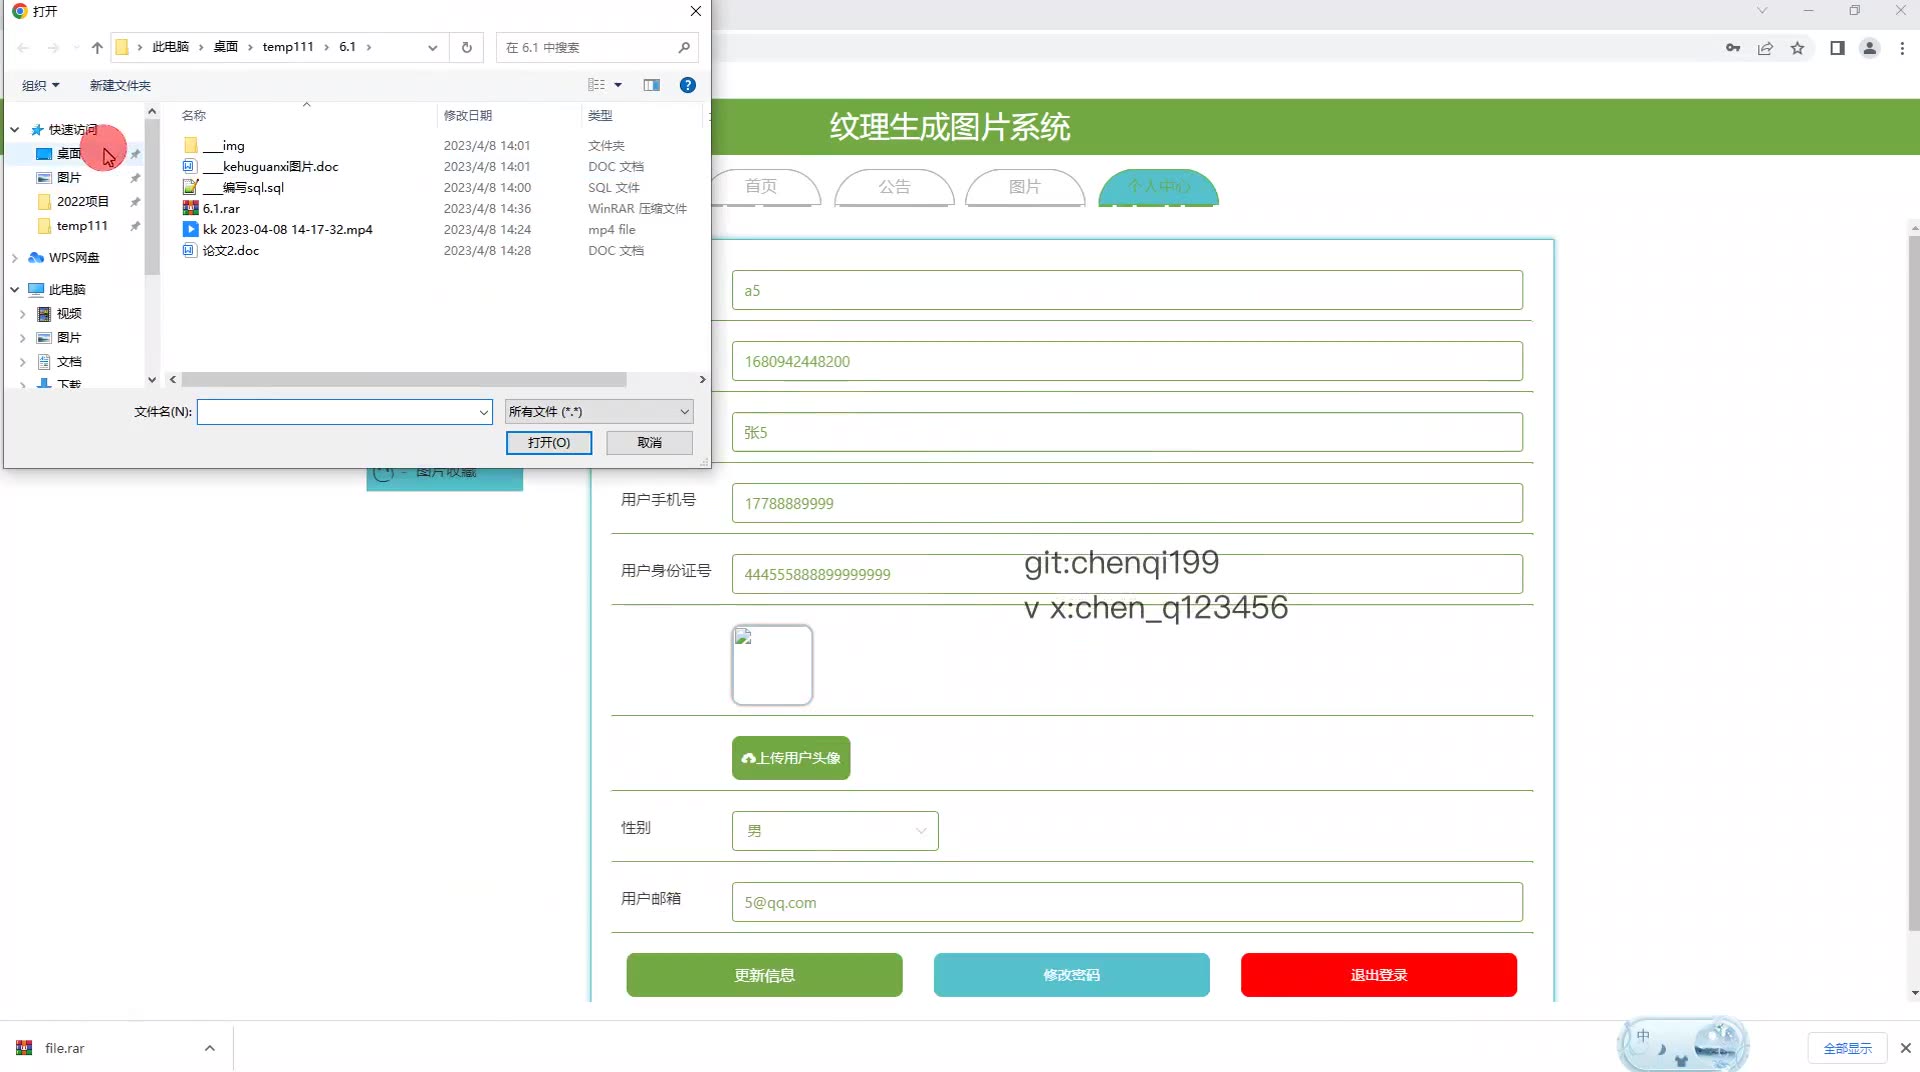 打开
此电脑 › 桌面 › temp111 › 6.1 ›
在 6.1 中搜索
组织
新建文件夹
快速访问
桌面
图片
2022项目
temp111
WPS网盘
此电脑
视频
图片
文档
下载
名称 修改日期 类型
___img 2023/4/8 14:01 文件夹
___kehuguanxi图片.doc 2023/4/8 14:01 DOC 文档
___编写sql.sql 2023/4/8 14:00 SQL 文件
6.1.rar 2023/4/8 14:36 WinRAR 压缩文件
kk 2023-04-08 14-17-32.mp4 2023/4/8 14:24 mp4 file
论文2.doc 2023/4/8 14:28 DOC 文档
文件名(N):
所有文件 (*.*)
打开(O)
取消
纹理生成图片系统
首页
公告
图片
个人中心
- 图片收藏
a5
1680942448200
张5
用户手机号
17788889999
用户身份证号
444555888899999999
git:chenqi199
v x:chen_q123456
上传用户头像
性别
男
用户邮箱
5@qq.com
更新信息
修改密码
退出登录
file.rar
中
全部显示